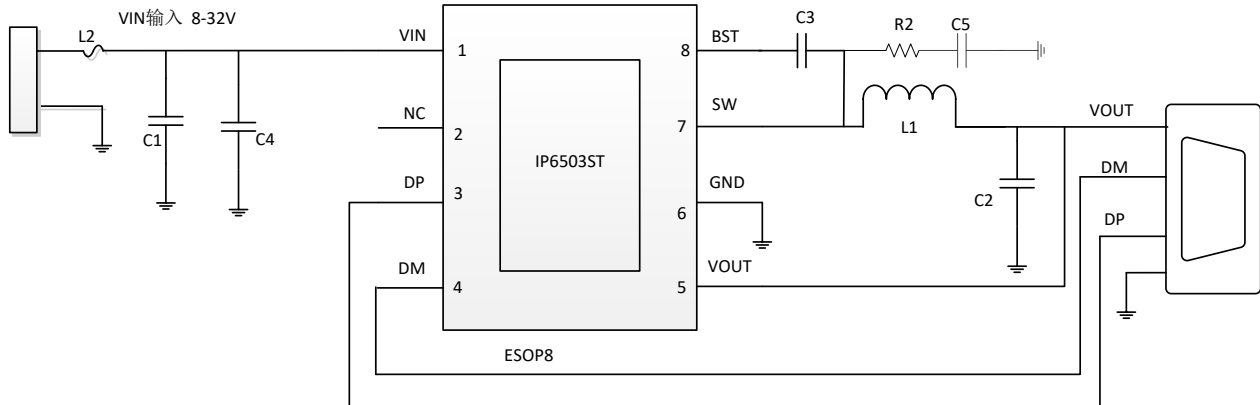 VIN输入 8-32V
L2
C1
C4
VIN
1
NC
2
DP
3
DM
4
IP6503ST
ESOP8
8
BST
7
SW
6
GND
5
VOUT
C3
R2
C5
L1
C2
VOUT
DM
DP